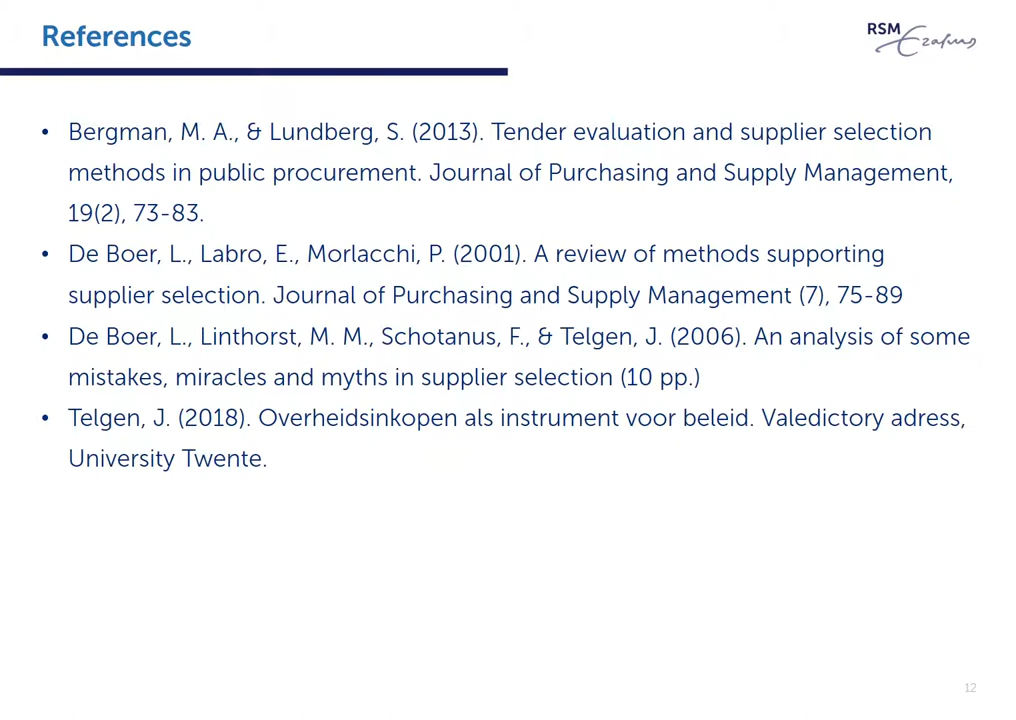 References
RSM
Erasmus
• Bergman, M. A., & Lundberg, S. (2013). Tender evaluation and supplier selection
methods in public procurement. Journal of Purchasing and Supply Management,
19(2), 73-83.
• De Boer, L., Labro, E., Morlacchi, P. (2001). A review of methods supporting
supplier selection. Journal of Purchasing and Supply Management (7), 75-89
• De Boer, L., Linthorst, M. M., Schotanus, F., & Telgen, J. (2006). An analysis of some
mistakes, miracles and myths in supplier selection (10 pp.)
• Telgen, J. (2018). Overheidsinkopen als instrument voor beleid. Valedictory adress,
University Twente.
12